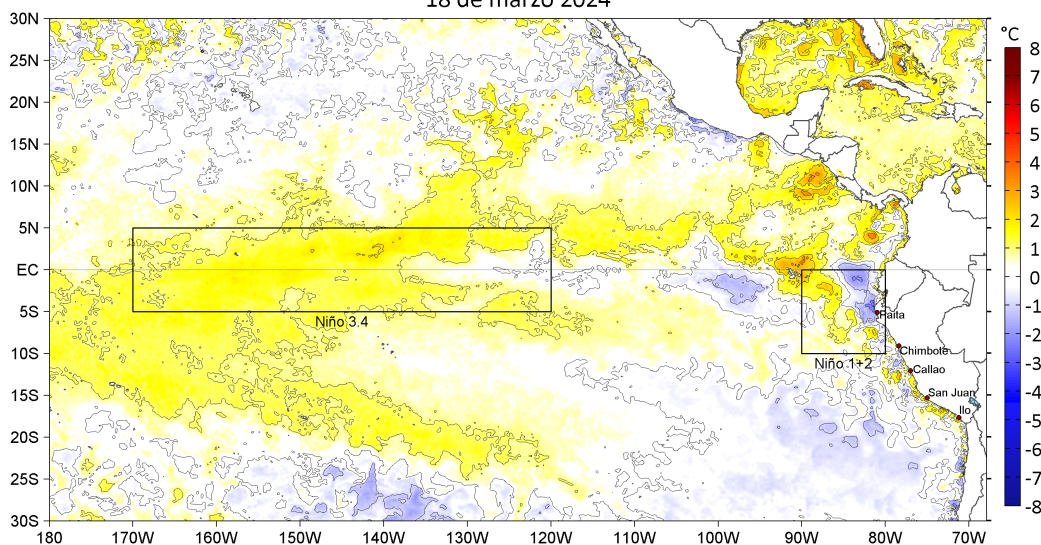 18 de marzo 2024
30N
25N
20N
15N
10N
5N
EC
5S
10S
15S
20S
25S
30S
180 170W 160W 150W 140W 130W 120W 110W 100W 90W 80W 70W
Niño 3.4
Niño 1+2
Paita
Chimbote
Callao
San Juan
Ilo
°C
8
7
6
5
4
3
2
1
0
-1
-2
-3
-4
-5
-6
-7
-8